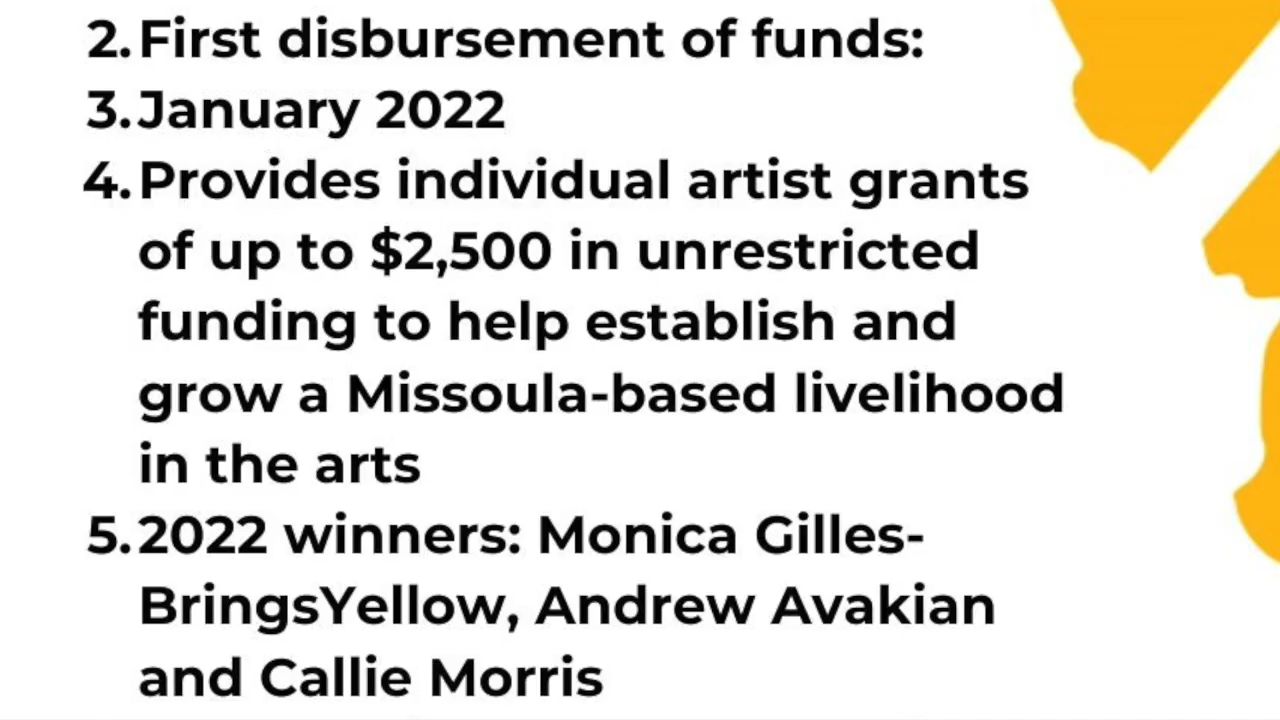 2. First disbursement of funds:
3. January 2022
4. Provides individual artist grants
of up to $2,500 in unrestricted
funding to help establish and
grow a Missoula-based livelihood
in the arts
5. 2022 winners: Monica Gilles-
BringsYellow, Andrew Avakian
and Callie Morris